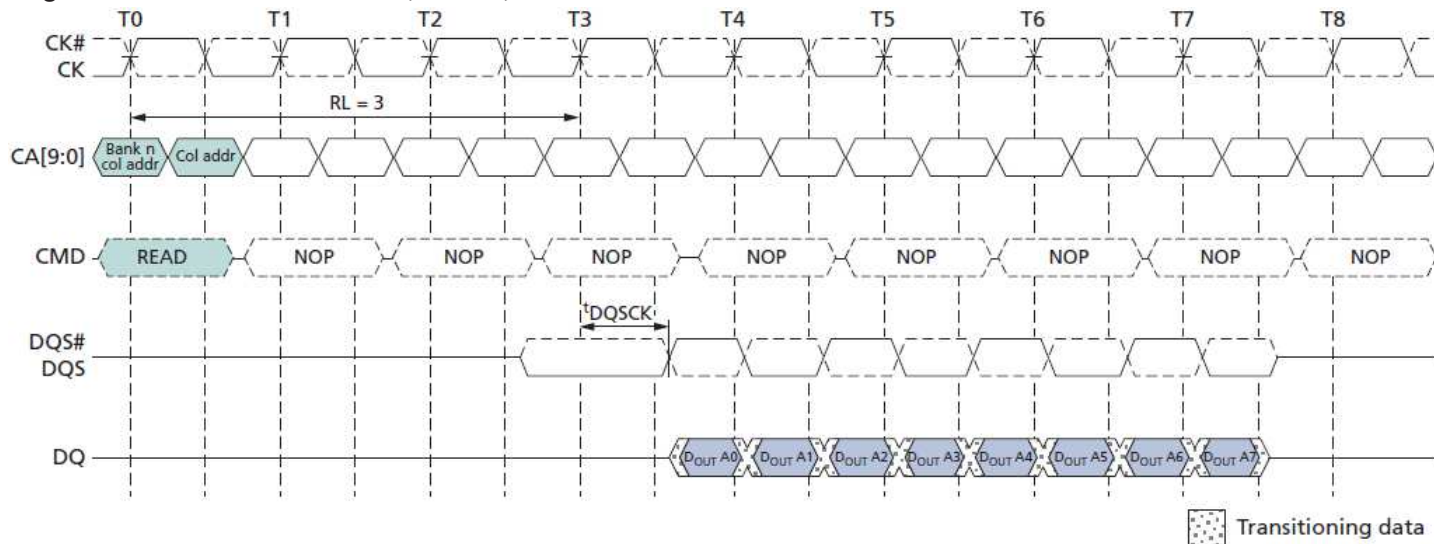 T0 T1 T2 T3 T4 T5 T6 T7 T8
CK#
CK
RL = 3
CA[9:0] Bank n col addr Col addr
CMD READ NOP NOP NOP NOP NOP NOP NOP NOP
tDQSCK
DQS#
DQS
DQ DOUT A0 DOUT A1 DOUT A2 DOUT A3 DOUT A4 DOUT A5 DOUT A6 DOUT A7
Transitioning data